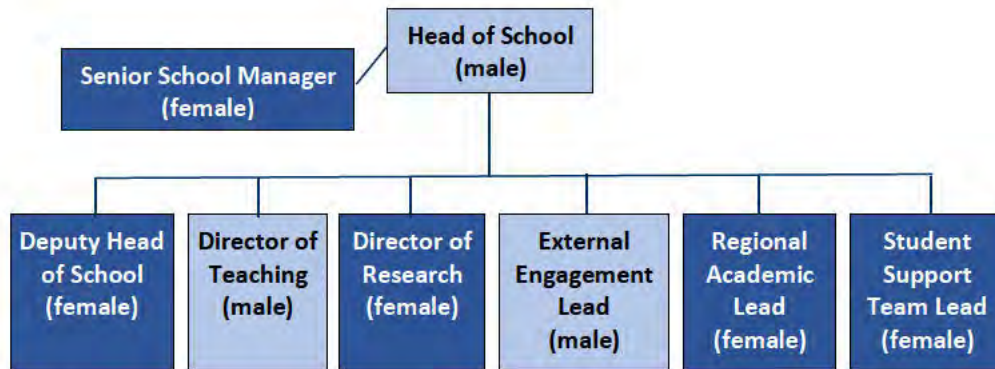 Head of School
(male)
Senior School Manager
(female)
Deputy Head
of School
(female)
Director of
Teaching
(male)
Director of
Research
(female)
External
Engagement
Lead
(male)
Regional
Academic
Lead
(female)
Student
Support
Team Lead
(female)